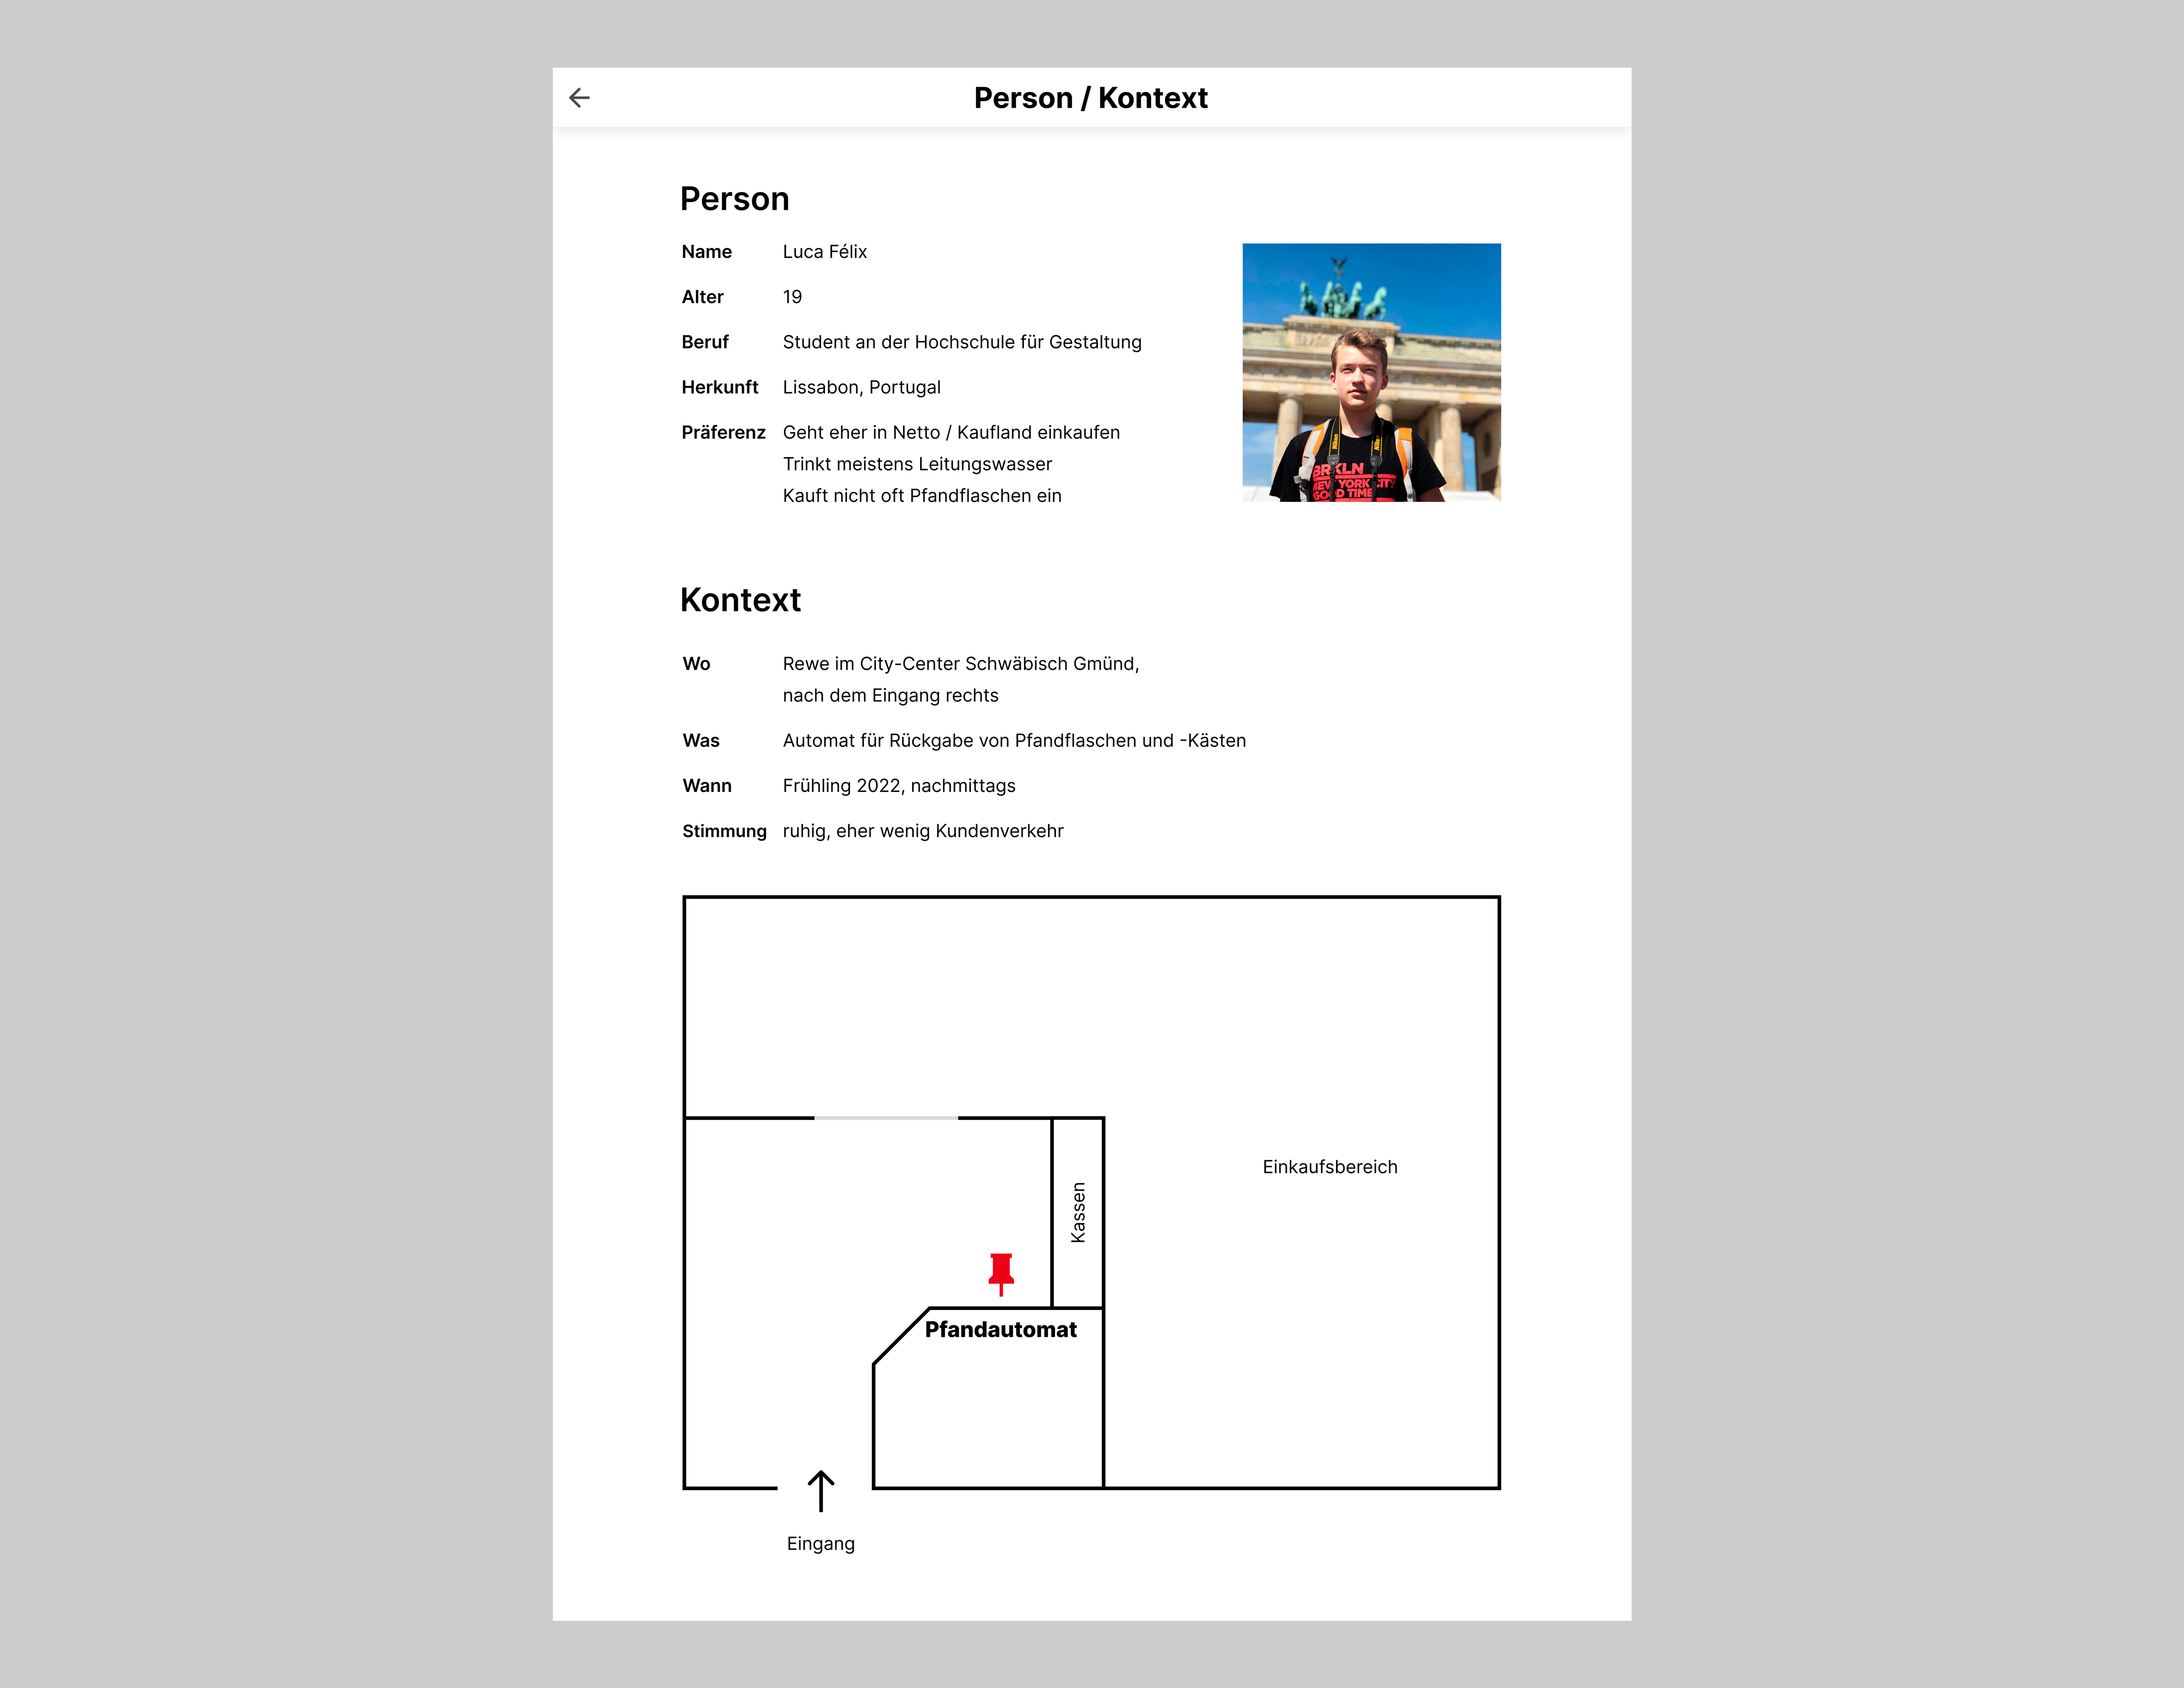 Person / Kontext
Person
Name Luca Félix
Alter 19
Beruf Student an der Hochschule für Gestaltung
Herkunft Lissabon, Portugal
Präferenz Geht eher in Netto / Kaufland einkaufen
Trinkt meistens Leitungswasser
Kauft nicht oft Pfandflaschen ein
Nikon
Nikon
BRKLN
NEW YORK CITY
GOOD TIME
Kontext
Wo Rewe im City-Center Schwäbisch Gmünd,
nach dem Eingang rechts
Was Automat für Rückgabe von Pfandflaschen und -Kästen
Wann Frühling 2022, nachmittags
Stimmung ruhig, eher wenig Kundenverkehr
Einkaufsbereich
Kassen
Pfandautomat
Eingang